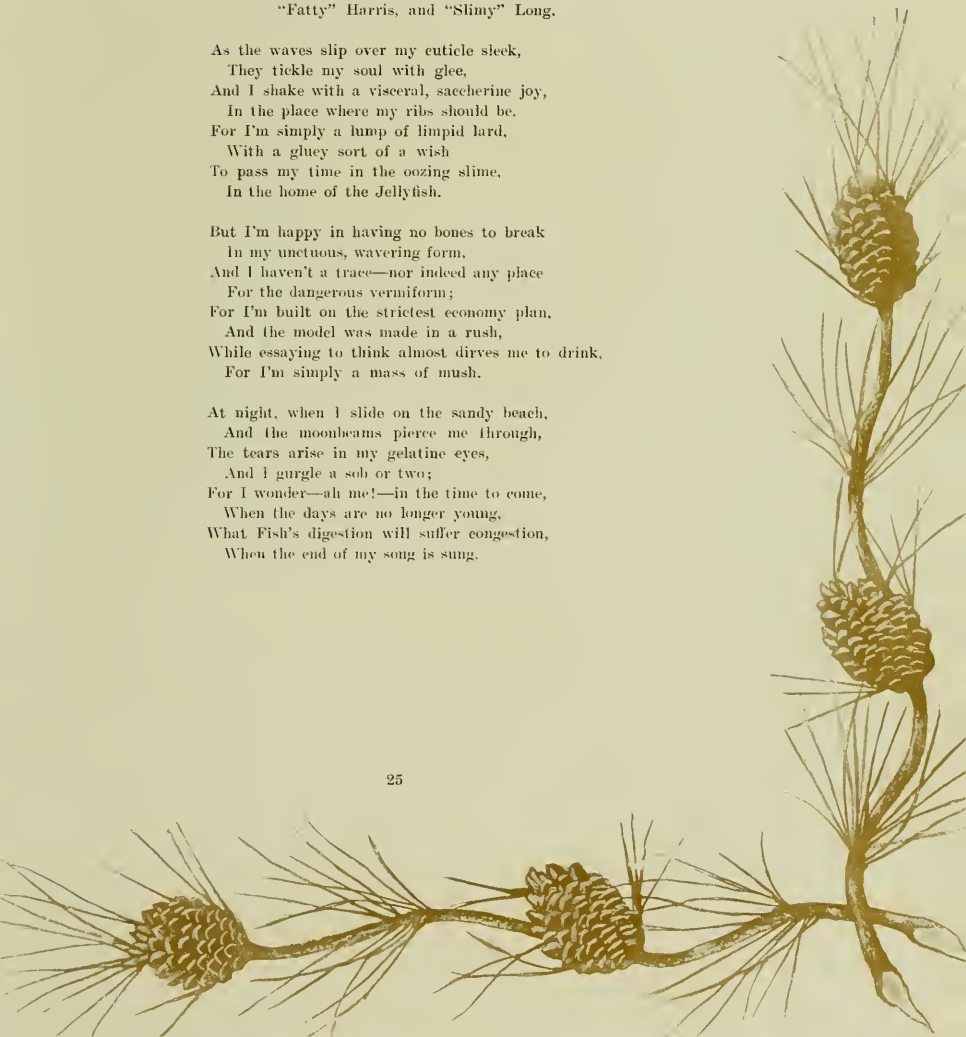 “Fatty” Harris, and “Slimy” Long.
As the waves slip over my cuticle sleek,
They tickle my soul with glee,
And I shake with a visceral, saccherine joy,
In the place where my ribs should be.
For I'm simply a lump of limpid lard,
With a gluey sort of a wish
To pass my time in the oozing slime,
In the home of the Jellyfish.
But I'm happy in having no bones to break
In my unctuous, wavering form,
And I haven't a trace—nor indeed any place
For the dangerous vermiform;
For I'm built on the strictest economy plan,
And the model was made in a rush,
While essaying to think almost dirves me to drink,
For I'm simply a mass of mush.
At night, when I slide on the sandy beach,
And the moonbeams pierce me through,
The tears arise in my gelatine eyes,
And I gurgle a sob or two;
For I wonder—ah me!—in the time to come,
When the days are no longer young,
What Fish's digestion will suffer congestion,
When the end of my song is sung.
25